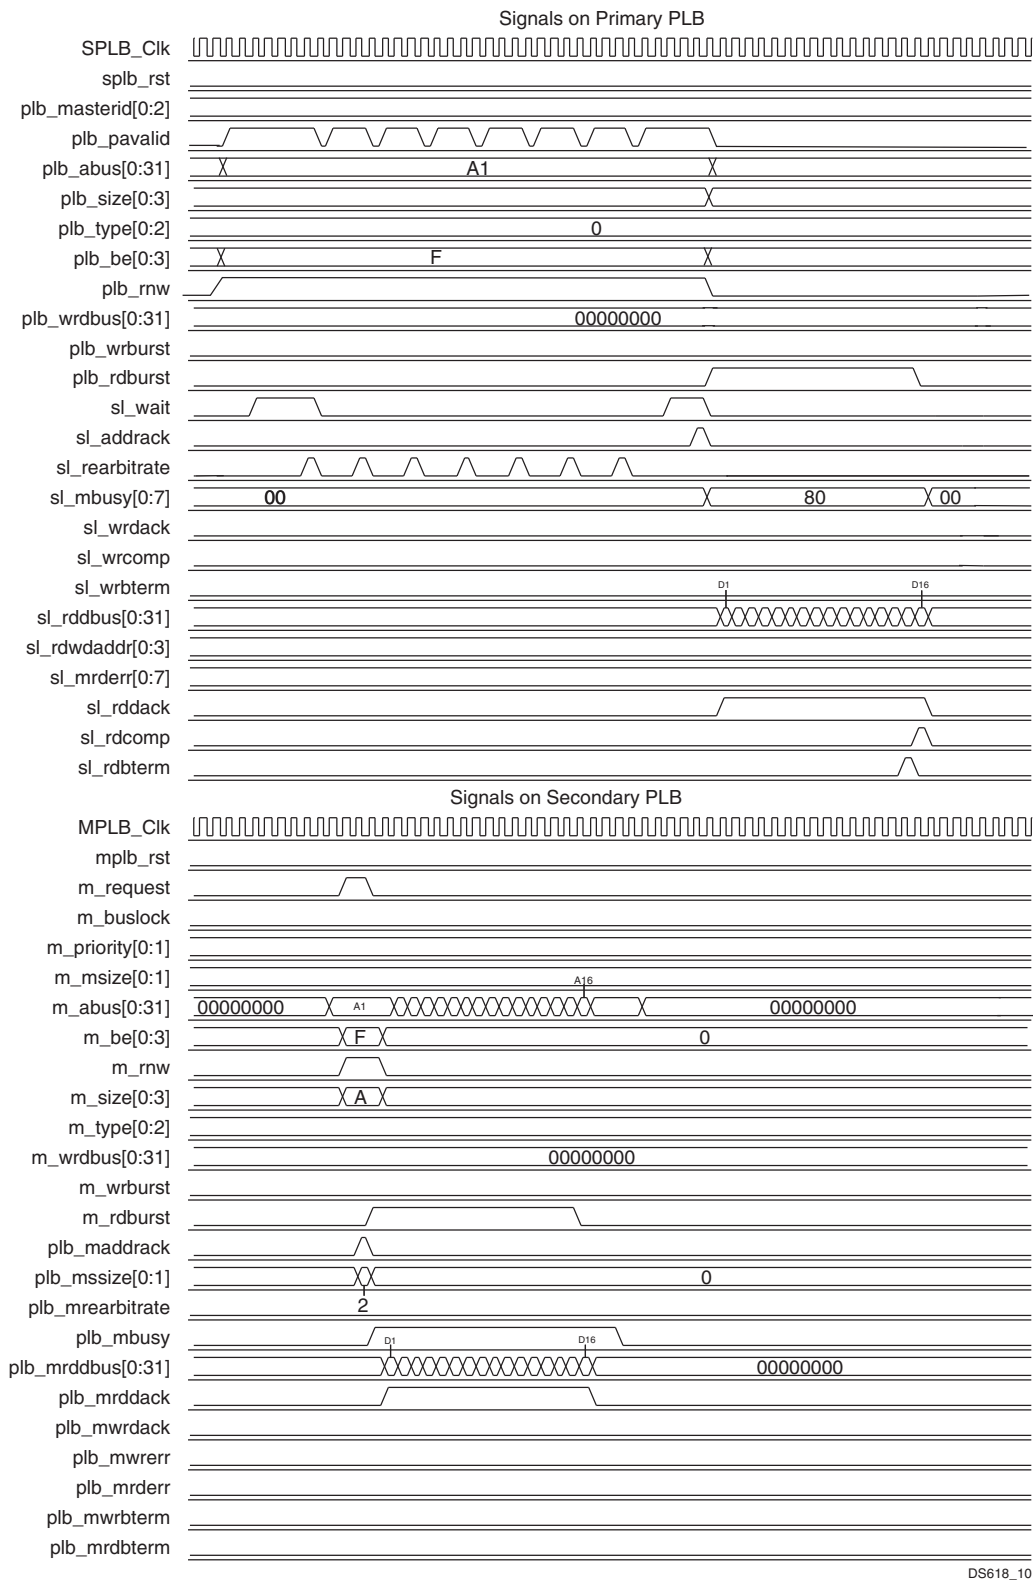 Signals on Primary PLB
SPLB_Clk
splb_rst
plb_masterid[0:2]
plb_pavalid
plb_abus[0:31] A1
plb_size[0:3]
plb_type[0:2] 0
plb_be[0:3] F
plb_rnw
plb_wrdbus[0:31] 00000000
plb_wrburst
plb_rdburst
sl_wait
sl_addrack
sl_rearbitrate
sl_mbusy[0:7] 00 80 00
sl_wrdack
sl_wrcomp
sl_wrbterm D1 D16
sl_rddbus[0:31]
sl_rdwdaddr[0:3]
sl_mrderr[0:7]
sl_rddack
sl_rdcomp
sl_rdbterm
Signals on Secondary PLB
MPLB_Clk
mplb_rst
m_request
m_buslock
m_priority[0:1]
m_msize[0:1] A16
m_abus[0:31] 00000000 A1 00000000
m_be[0:3] F 0
m_rnw
m_size[0:3] A
m_type[0:2]
m_wrdbus[0:31] 00000000
m_wrburst
m_rdburst
plb_maddrack
plb_mssize[0:1] 0
plb_mrearbitrate 2
plb_mbusy D1 D16
plb_mrddbus[0:31] 00000000
plb_mrddack
plb_mwrdack
plb_mwrerr
plb_mrderr
plb_mwrbterm
plb_mrdbterm
DS618_10